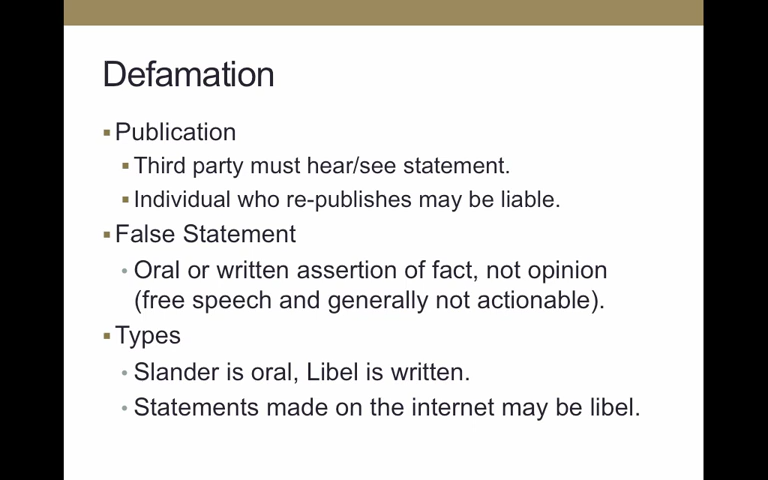 Defamation
Publication
Third party must hear/see statement.
Individual who re-publishes may be liable.
False Statement
Oral or written assertion of fact, not opinion
(free speech and generally not actionable).
Types
Slander is oral, Libel is written.
Statements made on the internet may be libel.